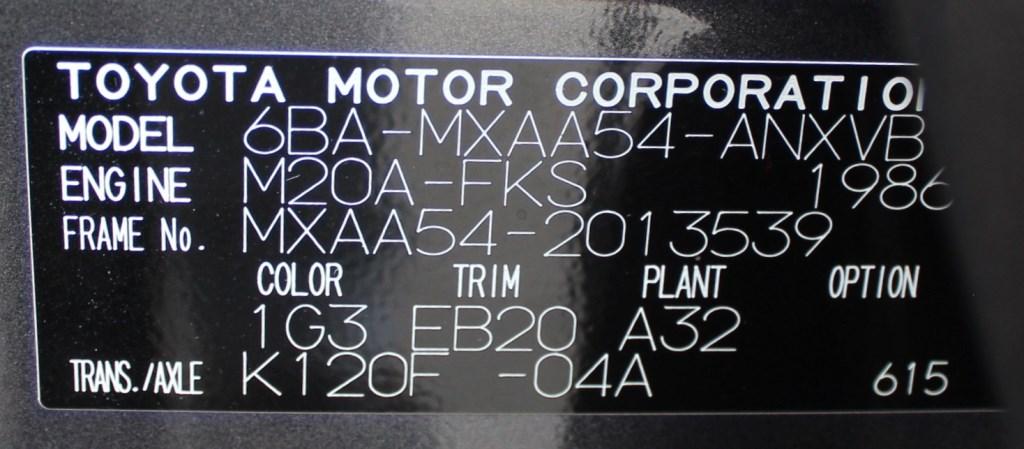 TOYOTA MOTOR CORPORATIO
MODEL 6BA-MXAA54-ANXVB
ENGINE M20A-FKS 1986
FRAME No. MXAA54-2013539
COLOR TRIM PLANT OPTION
1G3 EB20 A32
TRANS./AXLE K120F -04A 615